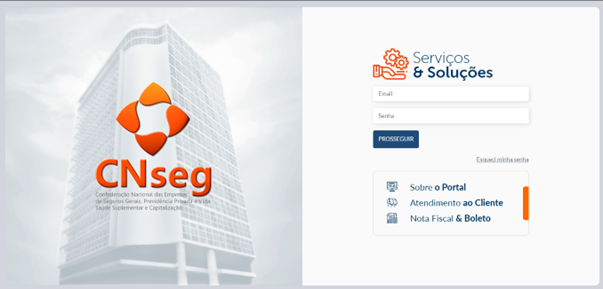 CNseg
Confederação Nacional das Empresas
de Seguros Gerais, Previdência Privada e Vida
Saúde Suplementar e Capitalização
Serviços
& Soluções
Email
Senha
PROSSEGUIR
Esqueci minha senha
Sobre o Portal
Atendimento ao Cliente
Nota Fiscal & Boleto